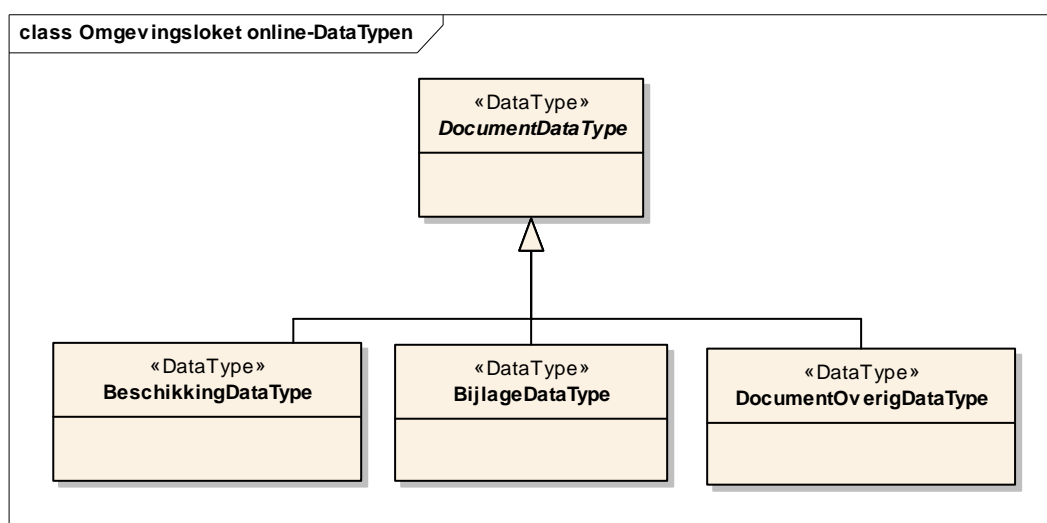 class Omgevingsloket online-DataTypen
«DataType»
DocumentDataType
«DataType»
BeschikkingDataType
«DataType»
BijlageDataType
«DataType»
DocumentOverigDataType